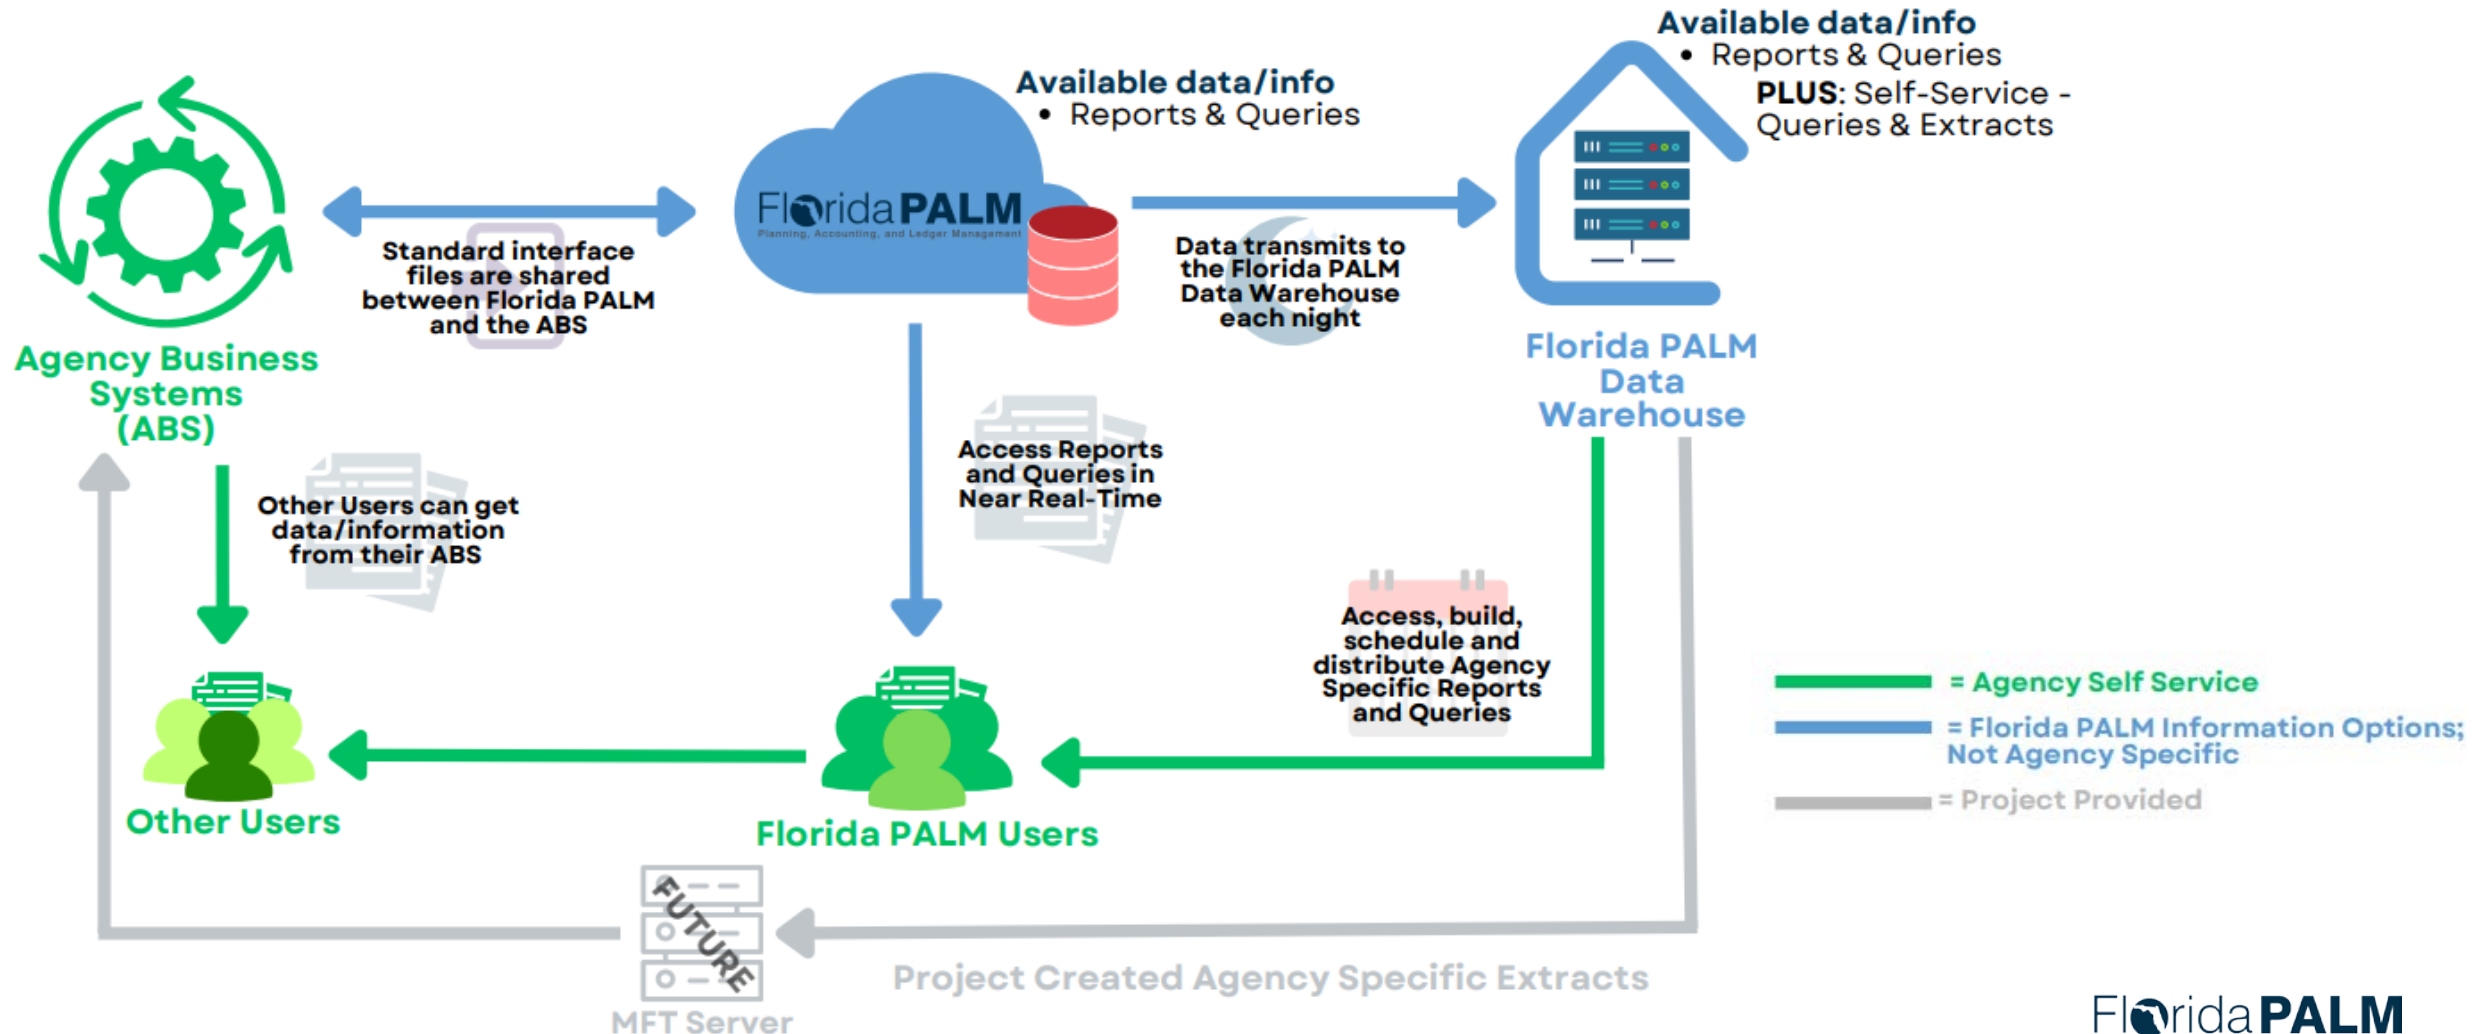 Available data/info
• Reports & Queries
PLUS: Self-Service -
Queries & Extracts
Available data/info
• Reports & Queries
Florida PALM
Planning, Accounting, and Ledger Management
Standard interface
files are shared
between Florida PALM
and the ABS
Data transmits to
the Florida PALM
Data Warehouse
each night
Agency Business
Systems
(ABS)
Florida PALM
Data
Warehouse
Other Users can get
data/information
from their ABS
Access Reports
and Queries in
Near Real-Time
Access, build,
schedule and
distribute Agency
Specific Reports
and Queries
= Agency Self Service
= Florida PALM Information Options;
Not Agency Specific
= Project Provided
Other Users
Florida PALM Users
FUTURE
MFT Server
Project Created Agency Specific Extracts
Florida PALM